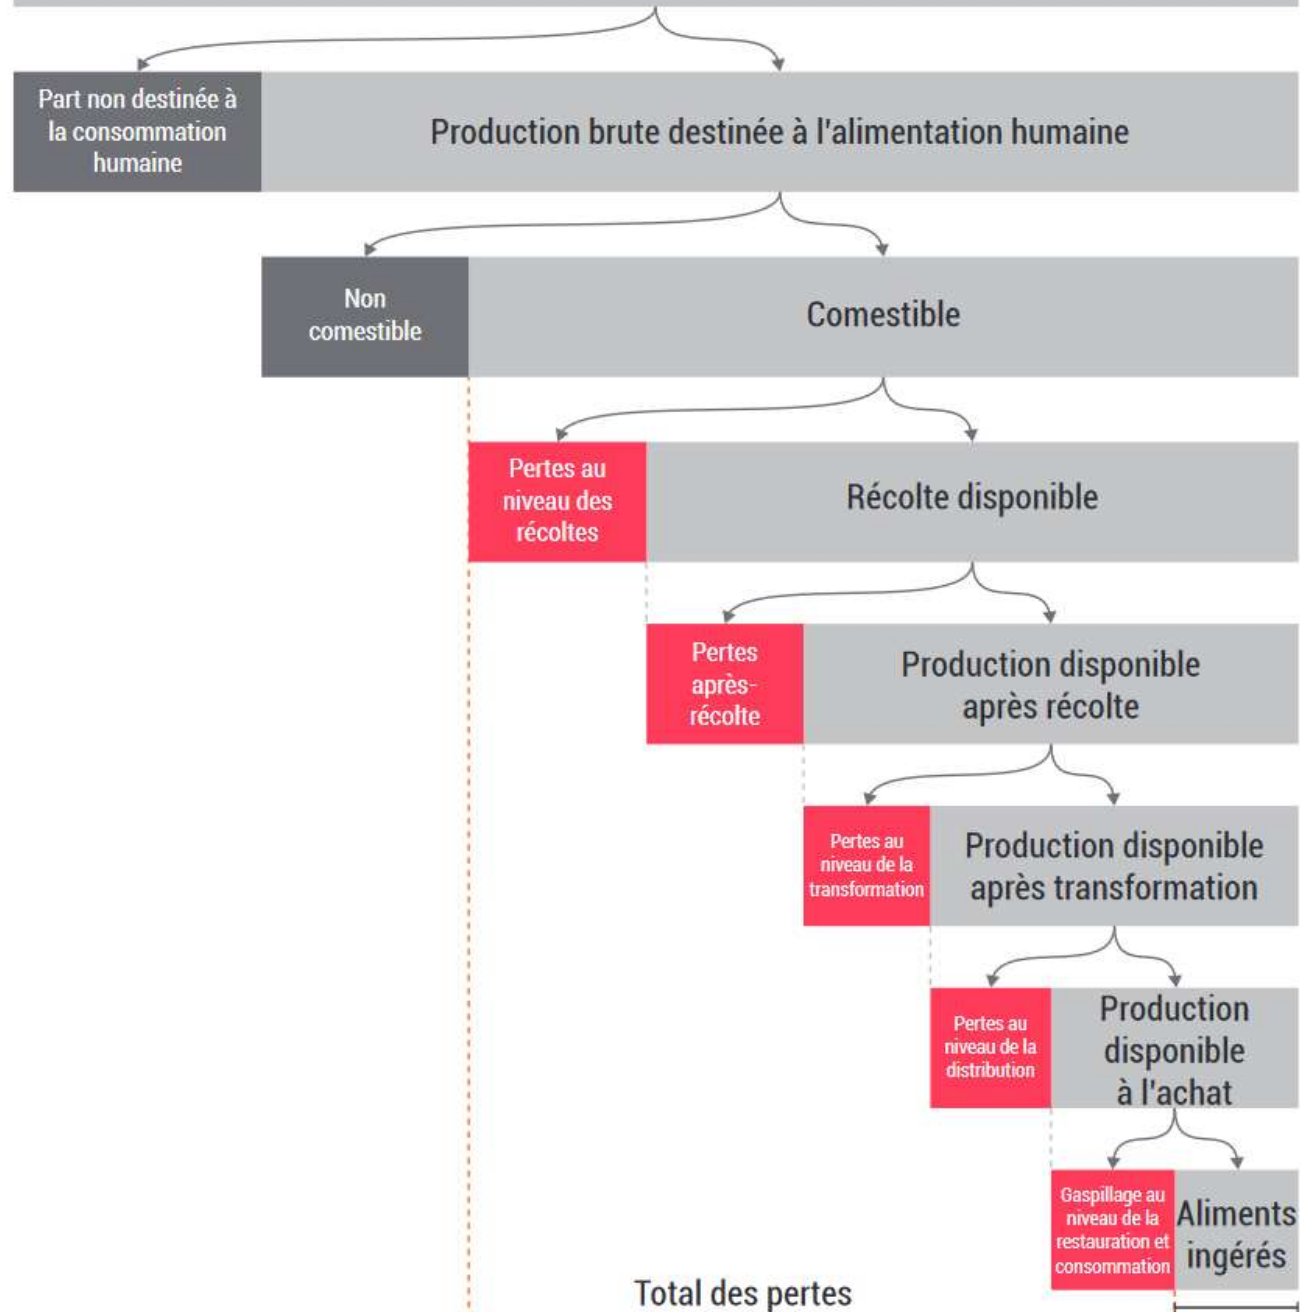 Part non destinée à
la consommation
humaine
Production brute destinée à l'alimentation humaine
Non
comestible
Comestible
Pertes au
niveau des
récoltes
Récolte disponible
Pertes
après-
récolte
Production disponible
après récolte
Pertes au
niveau de la
transformation
Production disponible
après transformation
Pertes au
niveau de la
distribution
Production
disponible
à l'achat
Gaspillage au
niveau de la
restauration et
consommation
Aliments
ingérés
Total des pertes